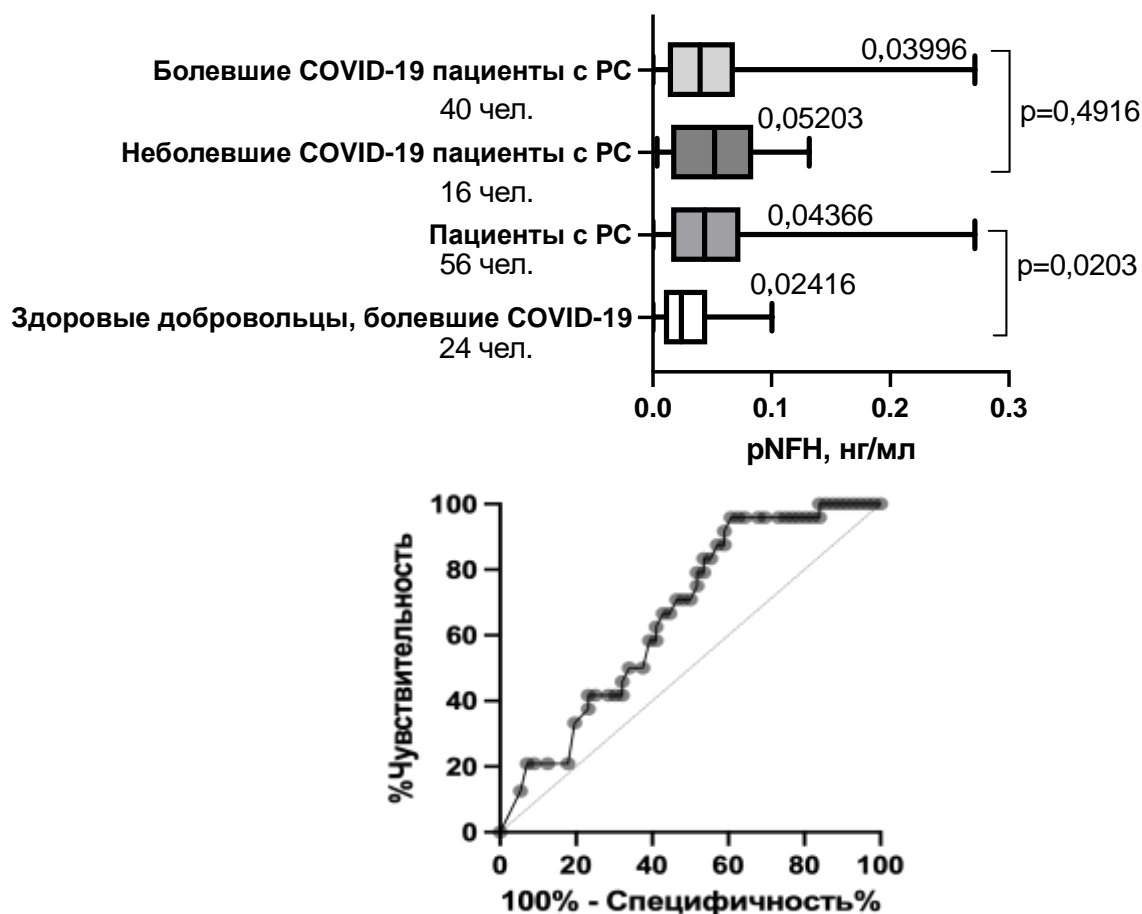 Болевшие COVID-19 пациенты с РС
40 чел.
0,03996
Неболевшие COVID-19 пациенты с РС
16 чел.
0,05203
p=0,4916
Пациенты с РС
56 чел.
0,04366
Здоровые добровольцы, болевшие COVID-19
24 чел.
0,02416
p=0,0203
0.0 0.1 0.2 0.3
pNFH, нг/мл
%Чувствительность
100
80
60
40
20
0
0 20 40 60 80 100
100% - Специфичность%